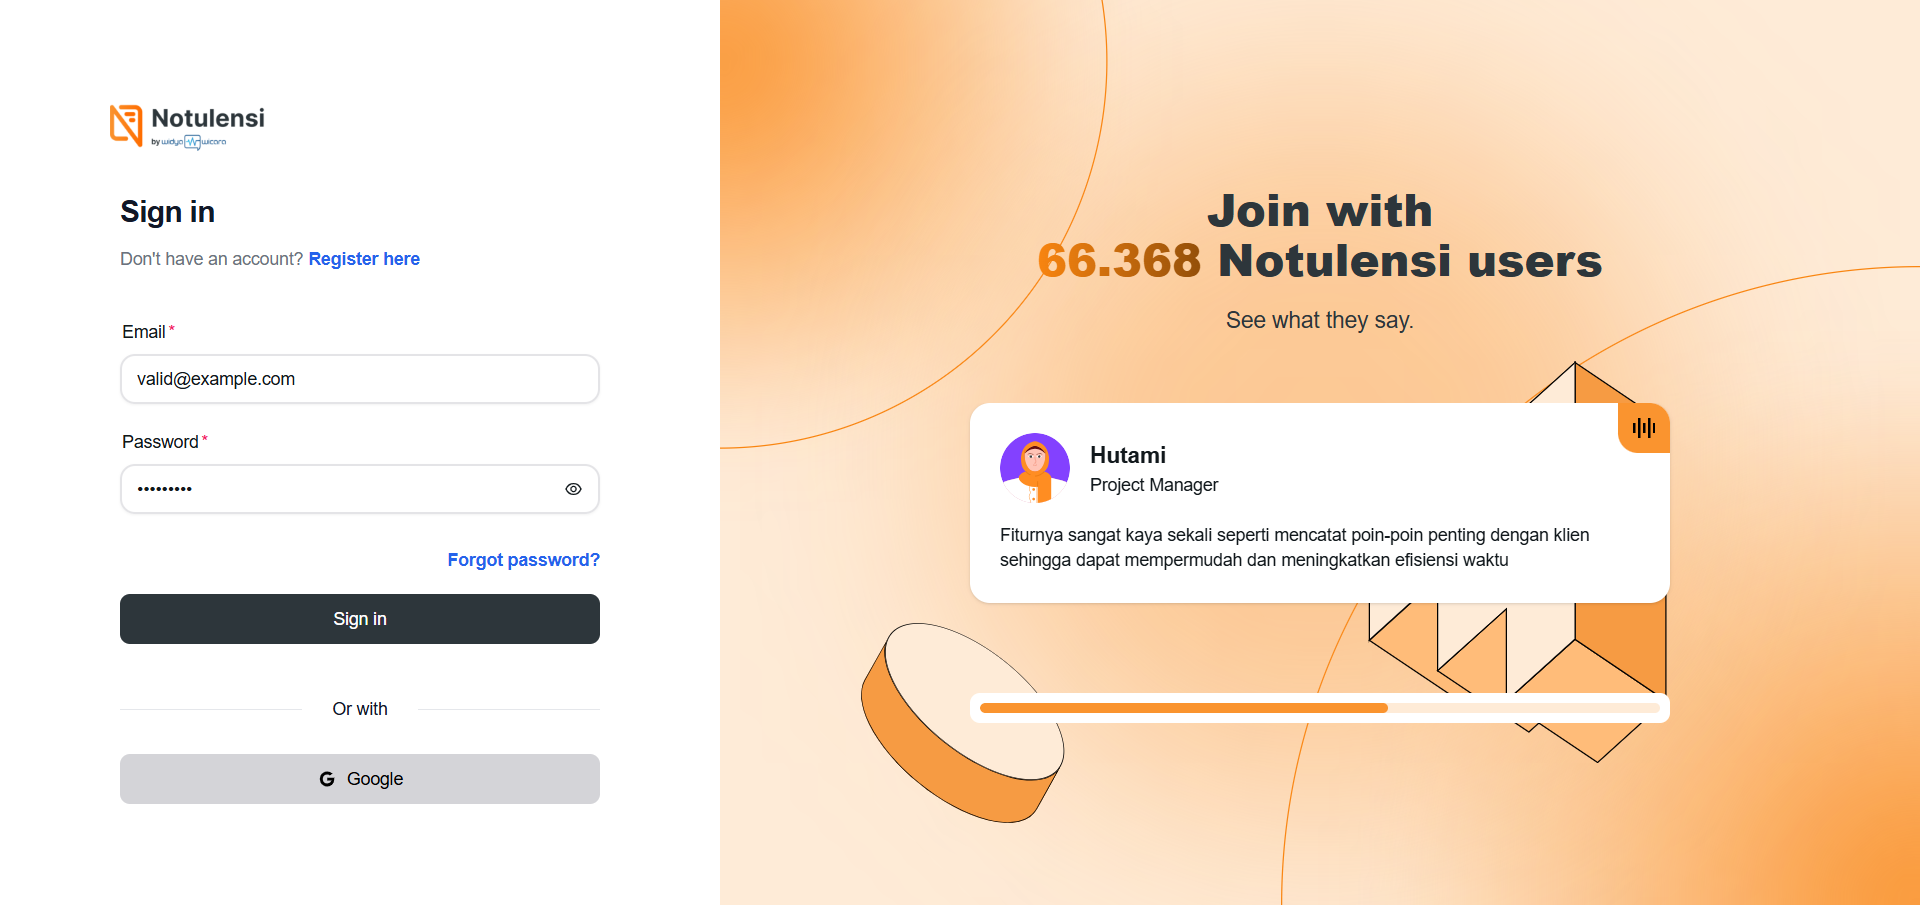 Notulensi
by widya wicara
Sign in
Don't have an account? Register here
Email *
valid@example.com
Password *
•••••••••
Forgot password?
Sign in
Or with
Google
Join with
66.368 Notulensi users
See what they say.
Hutami
Project Manager
Fiturnya sangat kaya sekali seperti mencatat poin-poin penting dengan klien
sehingga dapat mempermudah dan meningkatkan efisiensi waktu